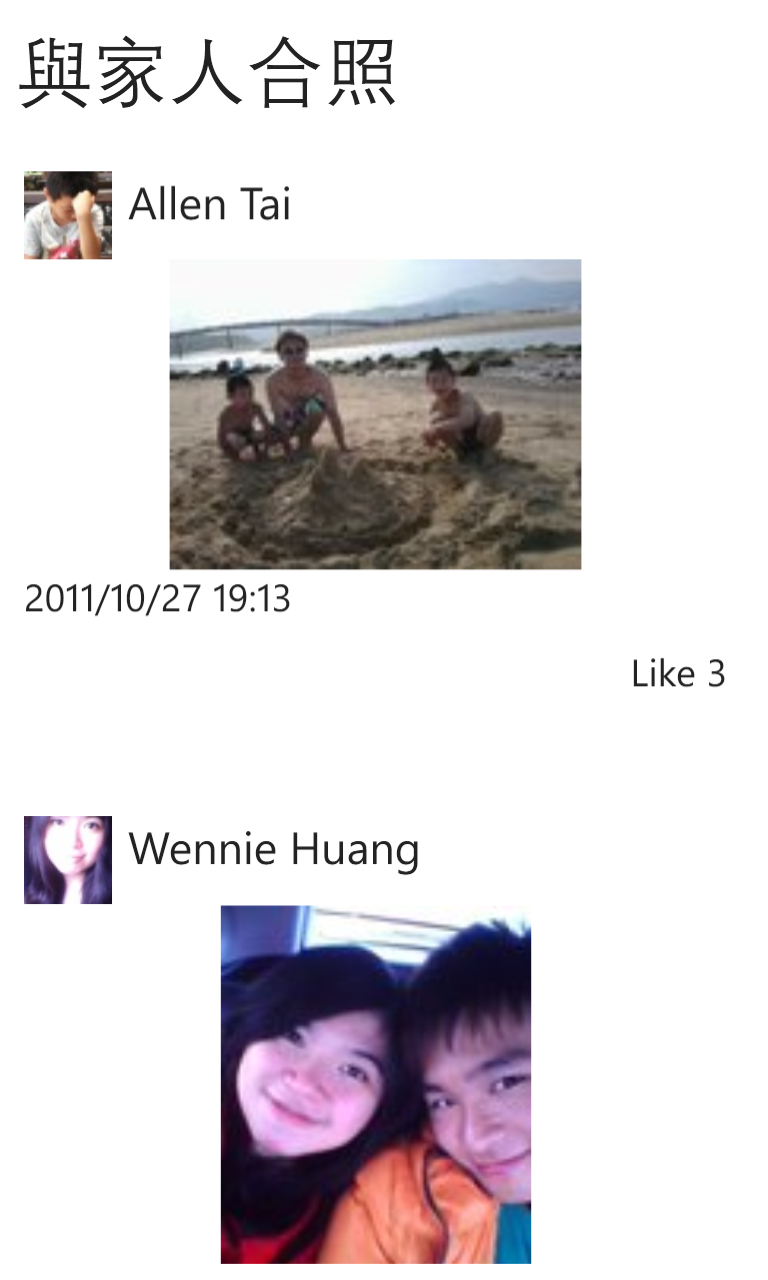 與家人合照
Allen Tai
2011/10/27 19:13
Like 3
Wennie Huang